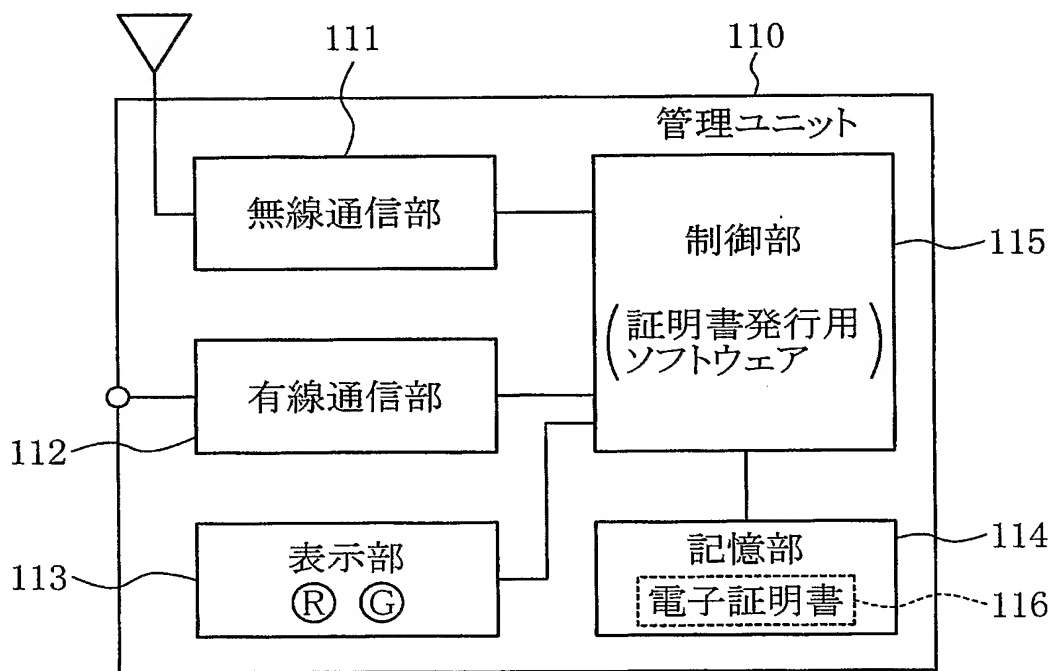 111
110
管理ユニット
無線通信部
制御部
(証明書発行用
ソフトウェア)
115
有線通信部
112
表示部
Ⓡ Ⓖ
113
記憶部
114
電子証明書
116